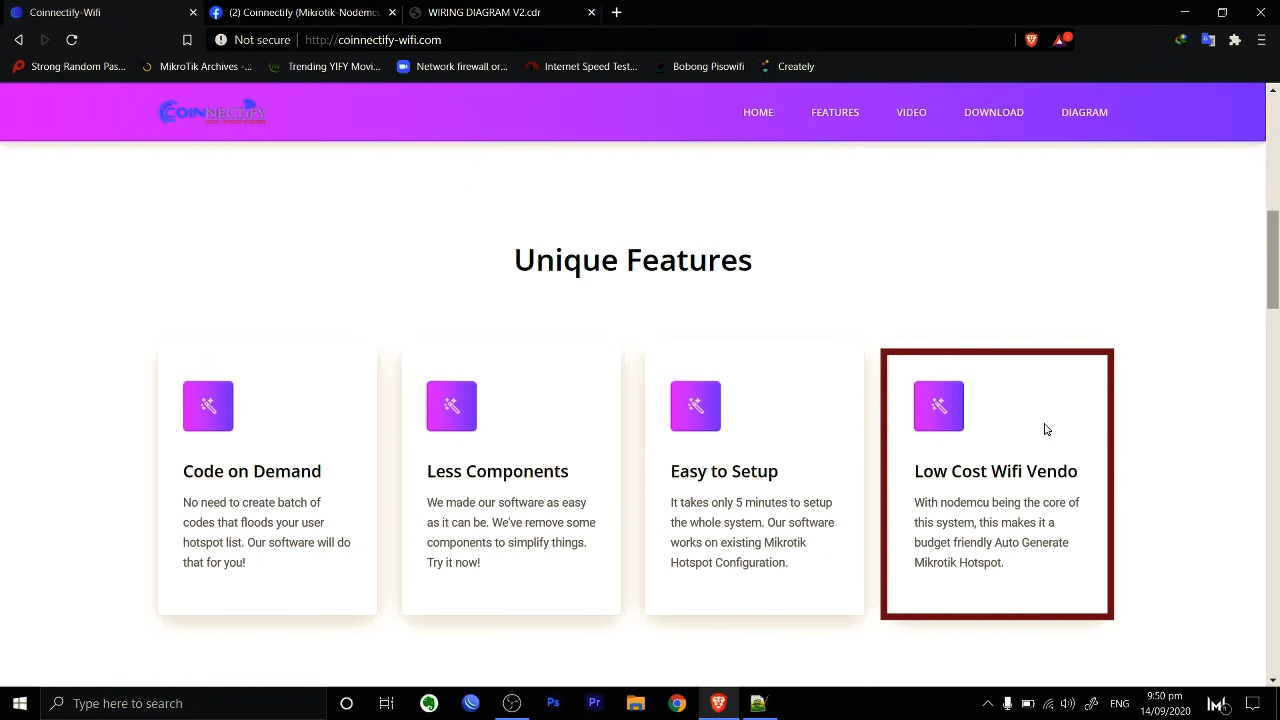 Coinnectify-Wifi
(2) Coinnectify (Mikrotik-Nodemcu
WIRING DIAGRAM V2.cdr
Not secure
http://coinnectify-wifi.com
Strong Random Pas...
MikroTik Archives -...
Trending YIFY Movi...
Network firewall or...
Internet Speed Test...
Bobong Pisowifi
Creately
COINNECTIFY
HOME
FEATURES
VIDEO
DOWNLOAD
DIAGRAM
Unique Features
Code on Demand
No need to create batch of
codes that floods your user
hotspot list. Our software will do
that for you!
Less Components
We made our software as easy
as it can be. We've remove some
components to simplify things.
Try it now!
Easy to Setup
It takes only 5 minutes to setup
the whole system. Our software
works on existing Mikrotik
Hotspot Configuration.
Low Cost Wifi Vendo
With nodemcu being the core of
this system, this makes it a
budget friendly Auto Generate
Mikrotik Hotspot.
Type here to search
Ps
Pr
ENG
9:50 pm
14/09/2020